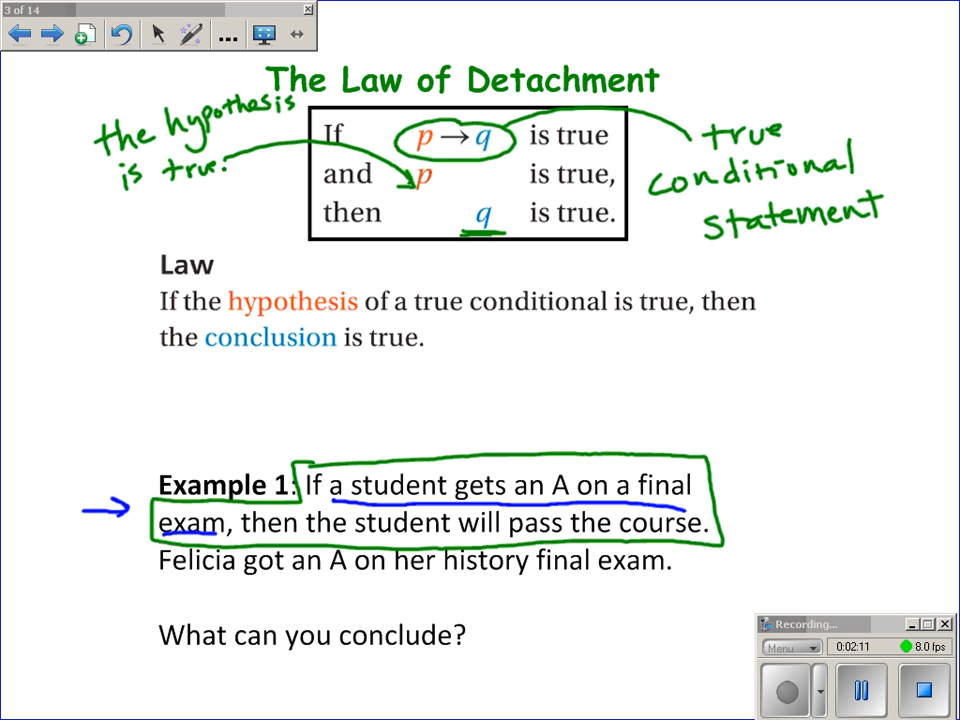 3 of 14
The Law of Detachment
the hypothesis
is true.
If p → q is true
and p is true,
then q is true.
true
conditional
statement
Law
If the hypothesis of a true conditional is true, then
the conclusion is true.
Example 1: If a student gets an A on a final
exam, then the student will pass the course.
Felicia got an A on her history final exam.
What can you conclude?
Recording...
Menu 0:02:11 8.0 fps